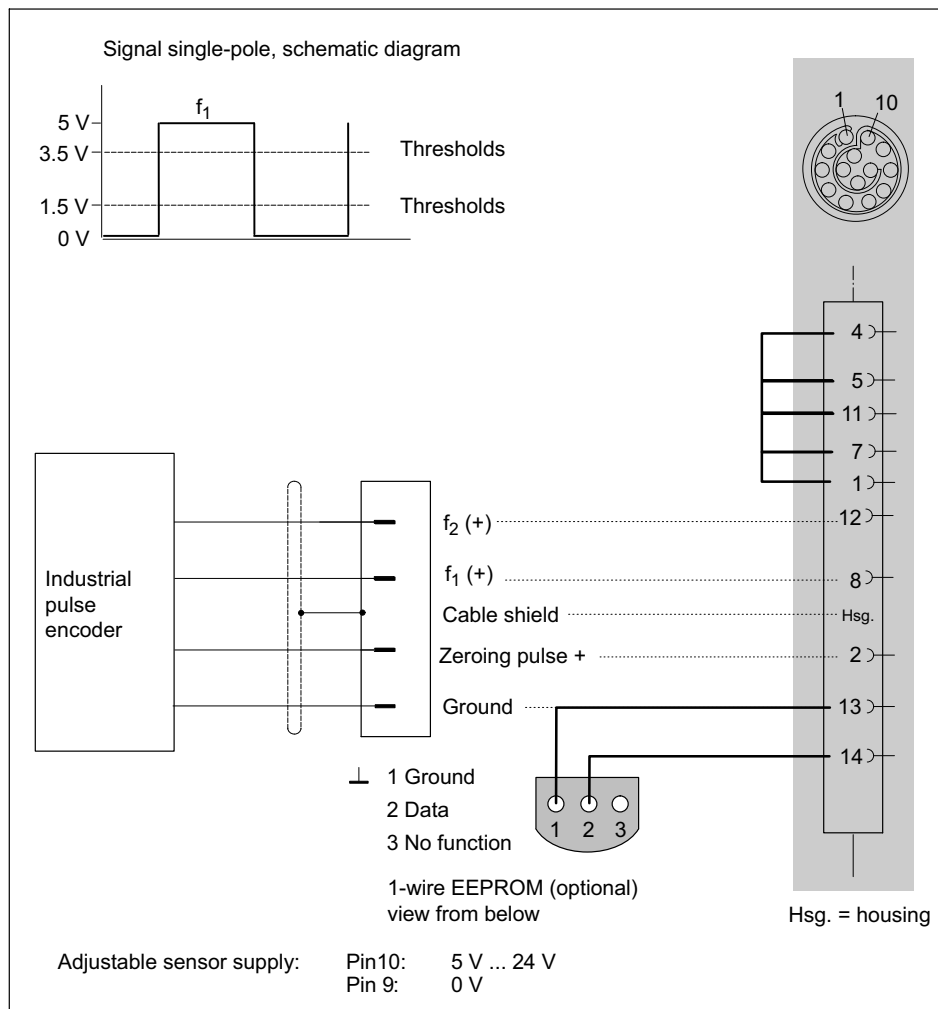 Signal single-pole, schematic diagram
f1
5 V
3.5 V
Thresholds
1.5 V
Thresholds
0 V
1 10
4
5
11
7
1
f2 (+) 12
f1 (+) 8
Industrial
pulse
encoder
Cable shield Hsg.
Zeroing pulse + 2
Ground 13
14
1 Ground
2 Data
3 No function
1 2 3
1-wire EEPROM (optional)
view from below
Hsg. = housing
Adjustable sensor supply: Pin10: 5 V ... 24 V
Pin 9: 0 V